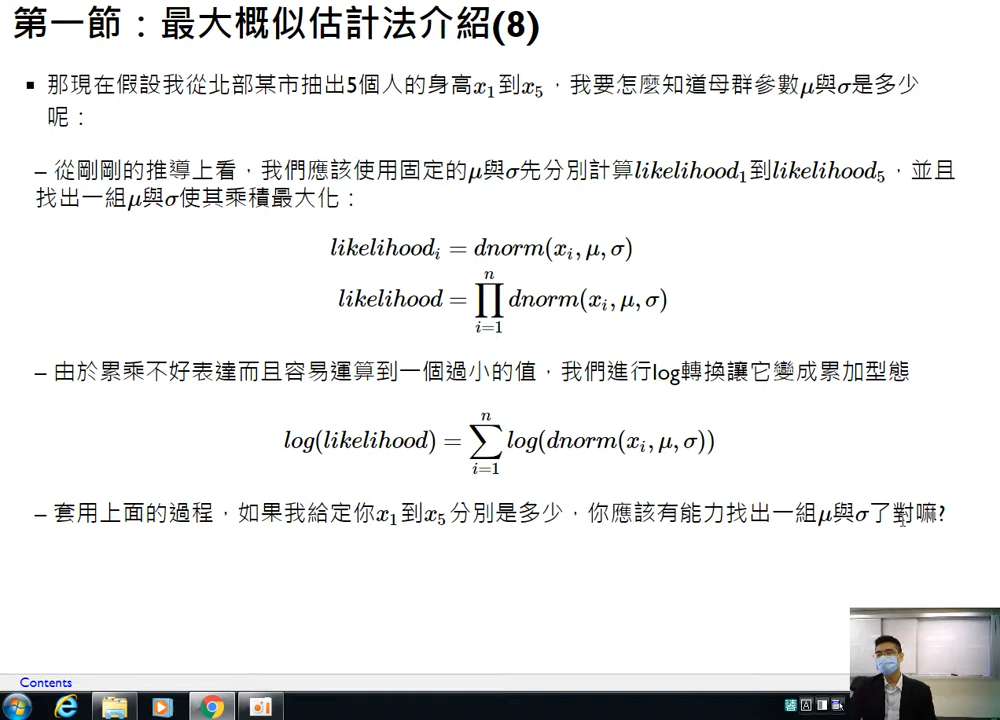 第一節：最大概似估計法介紹(8)
▪ 那現在假設我從北部某市抽出5個人的身高x₁到x₅，我要怎麼知道母群參數μ與σ是多少
呢：
– 從剛剛的推導上看，我們應該使用固定的μ與σ先分別計算likelihood₁到likelihood₅，並且
找出一組μ與σ使其乘積最大化：
likelihoodᵢ = dnorm(xᵢ, μ, σ)
likelihood = ∏ⁿᵢ₌₁ dnorm(xᵢ, μ, σ)
– 由於累乘不好表達而且容易運算到一個過小的值，我們進行log轉換讓它變成累加型態
log(likelihood) = ∑ⁿᵢ₌₁ log(dnorm(xᵢ, μ, σ))
– 套用上面的過程，如果我給定你x₁到x₅分別是多少，你應該有能力找出一組μ與σ了對嘛?
Contents